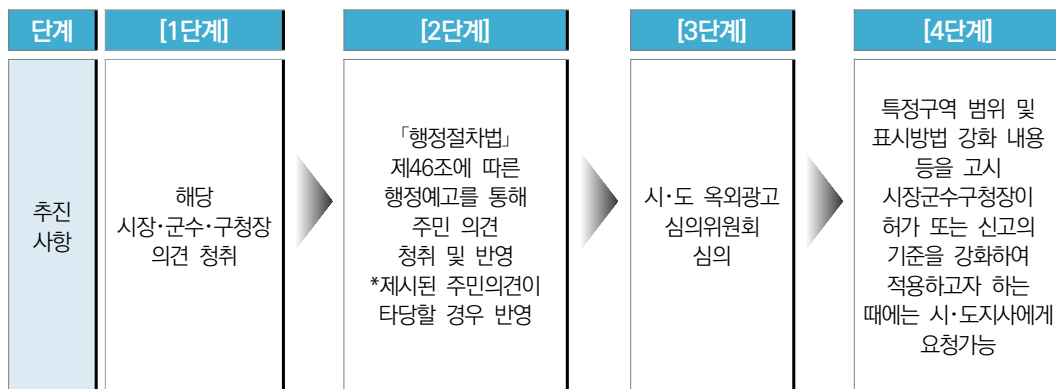 단계
[1단계]
[2단계]
[3단계]
[4단계]
추진
사항
해당
시장·군수·구청장
의견 청취
「행정절차법」
제46조에 따른
행정예고를 통해
주민 의견
청취 및 반영
*제시된 주민의견이
타당할 경우 반영
시·도 옥외광고
심의위원회
심의
특정구역 범위 및
표시방법 강화 내용
등을 고시
시장군수구청장이
허가 또는 신고의
기준을 강화하여
적용하고자 하는
때에는 시·도지사에게
요청가능